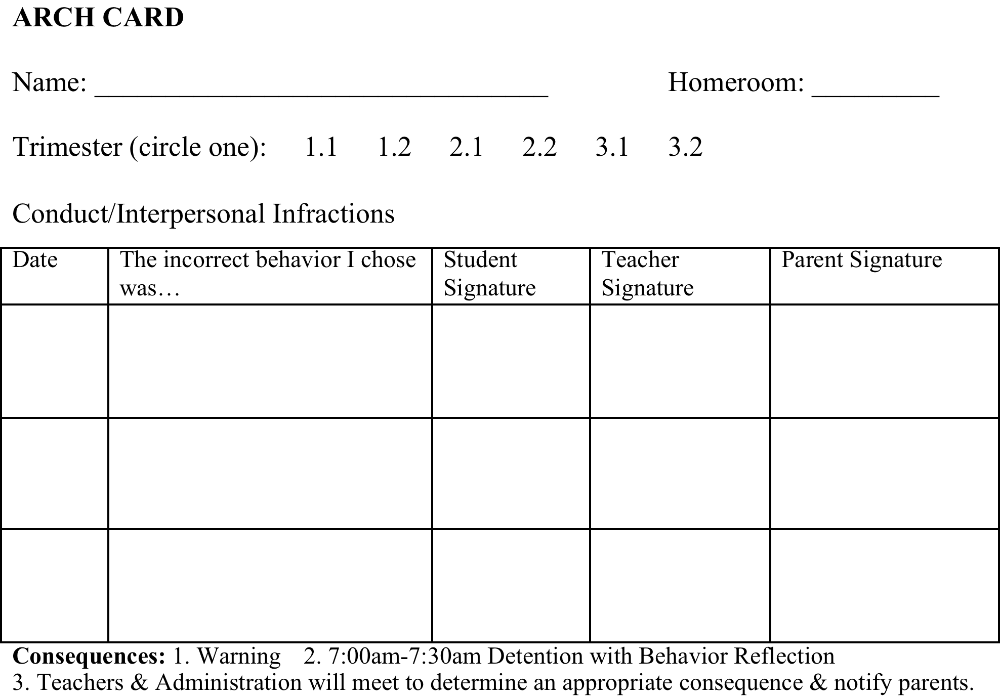 ARCH CARD
Name: ________________________________ Homeroom: _________
Trimester (circle one): 1.1 1.2 2.1 2.2 3.1 3.2
Conduct/Interpersonal Infractions
Date
The incorrect behavior I chose
was…
Student
Signature
Teacher
Signature
Parent Signature
Consequences: 1. Warning 2. 7:00am-7:30am Detention with Behavior Reflection
3. Teachers & Administration will meet to determine an appropriate consequence & notify parents.